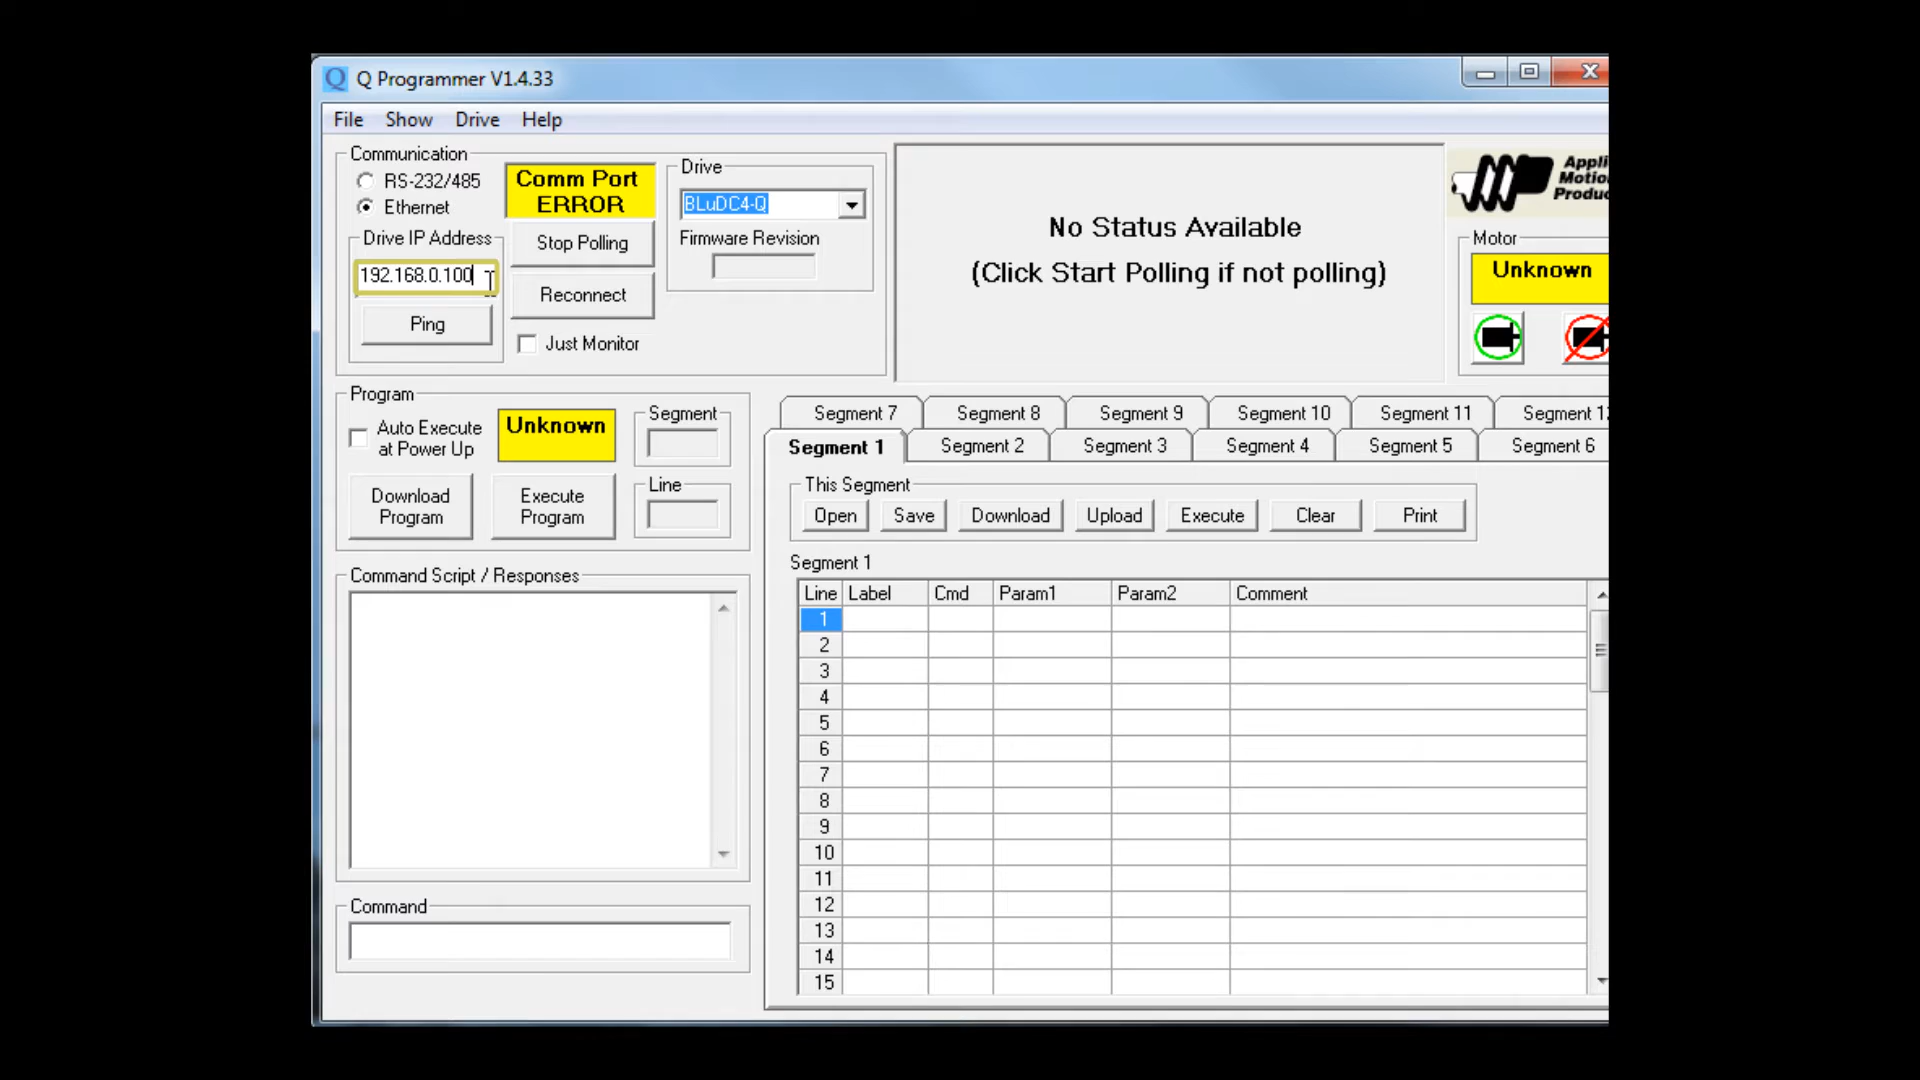 Q Programmer V1.4.33
File Show Drive Help
Communication
RS-232/485
Ethernet
Comm Port
ERROR
Drive IP Address
192.168.0.100
Ping
Stop Polling
Reconnect
Just Monitor
Drive
BLuDC4-Q
Firmware Revision
No Status Available
(Click Start Polling if not polling)
Appli
Motio
Produc
Motor
Unknown
Program
Auto Execute
at Power Up
Unknown
Segment
Line
Download
Program
Execute
Program
Command Script / Responses
Command
Segment 7 Segment 8 Segment 9 Segment 10 Segment 11 Segment 1
Segment 1 Segment 2 Segment 3 Segment 4 Segment 5 Segment 6
This Segment
Open Save Download Upload Execute Clear Print
Segment 1
Line Label Cmd Param1 Param2 Comment
1
2
3
4
5
6
7
8
9
10
11
12
13
14
15